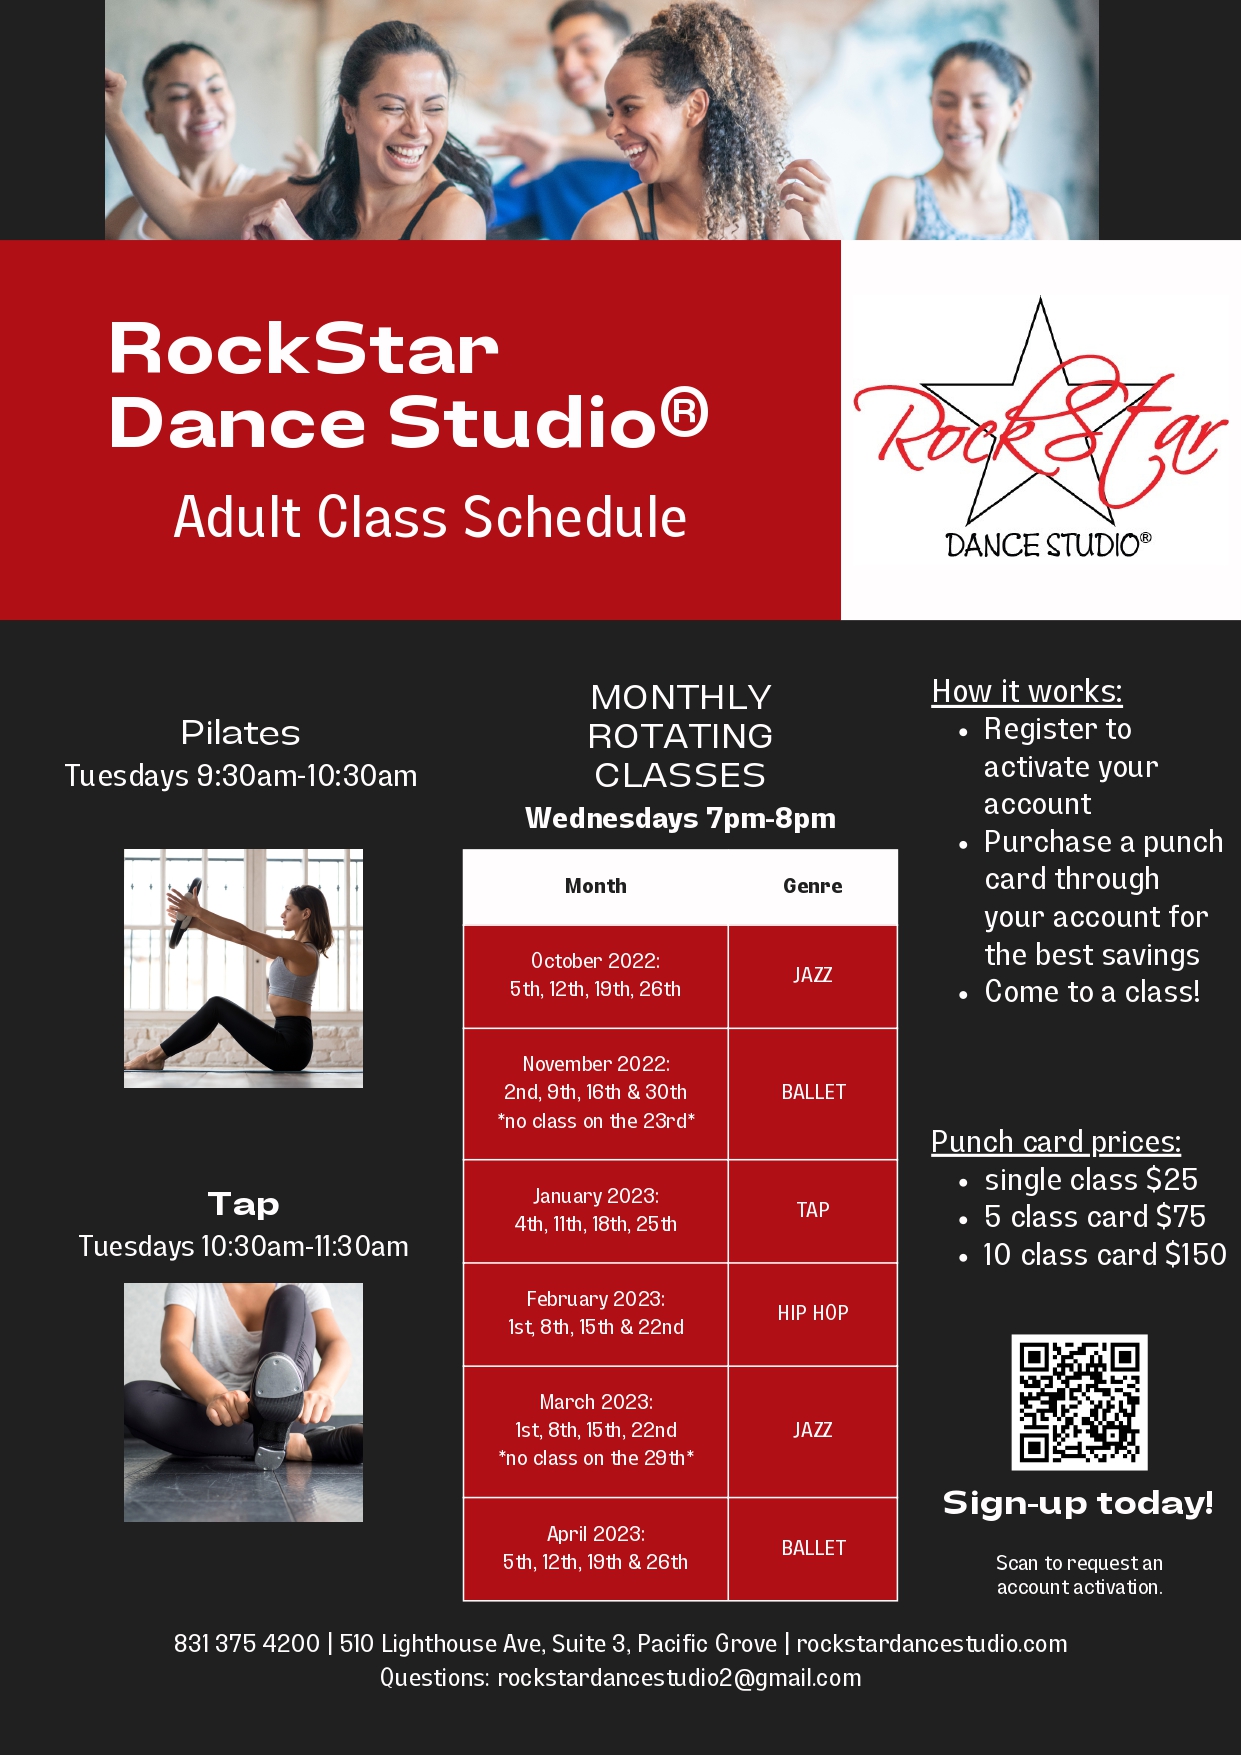 RockStar
Dance Studio®
Adult Class Schedule
RockStar
DANCE STUDIO®
Pilates
Tuesdays 9:30am-10:30am
Tap
Tuesdays 10:30am-11:30am
MONTHLY
ROTATING
CLASSES
Wednesdays 7pm-8pm
Month Genre
October 2022:
5th, 12th, 19th, 26th
JAZZ
November 2022:
2nd, 9th, 16th & 30th
*no class on the 23rd*
BALLET
January 2023:
4th, 11th, 18th, 25th
TAP
February 2023:
1st, 8th, 15th & 22nd
HIP HOP
March 2023:
1st, 8th, 15th, 22nd
*no class on the 29th*
JAZZ
April 2023:
5th, 12th, 19th & 26th
BALLET
How it works:
• Register to
activate your
account
• Purchase a punch
card through
your account for
the best savings
• Come to a class!
Punch card prices:
• single class $25
• 5 class card $75
• 10 class card $150
Sign-up today!
Scan to request an
account activation.
831 375 4200 | 510 Lighthouse Ave, Suite 3, Pacific Grove | rockstardancestudio.com
Questions: rockstardancestudio2@gmail.com